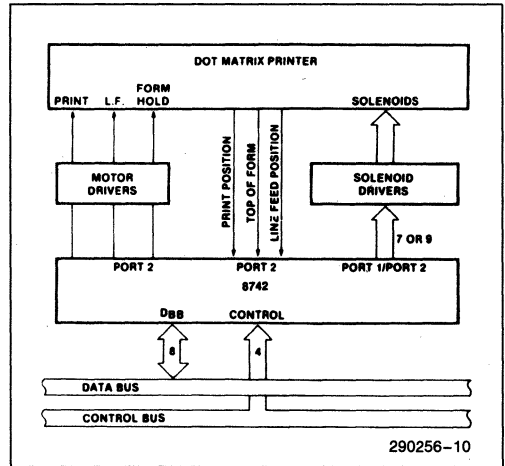 DOT MATRIX PRINTER
FORM
PRINT L.F. HOLD SOLENOIDS
MOTOR
DRIVERS
PRINT POSITION
TOP OF FORM
LINE FEED POSITION
SOLENOID
DRIVERS
7 OR 9
PORT 2 PORT 2 PORT 1/PORT 2
8742
DBB CONTROL
8 4
DATA BUS
CONTROL BUS
290256-10